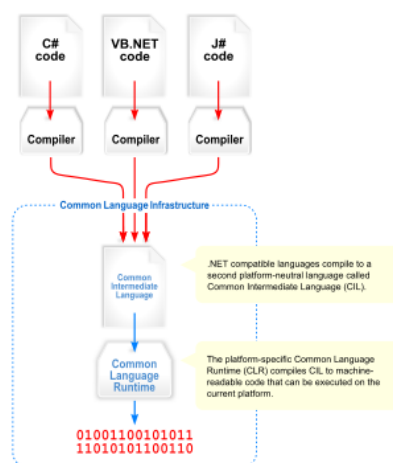 C#
code
VB.NET
code
J#
code
Compiler
Compiler
Compiler
Common Language Infrastructure
Common
Intermediate
Language
.NET compatible languages compile to a
second platform-neutral language called
Common Intermediate Language (CIL).
Common
Language
Runtime
The platform-specific Common Language
Runtime (CLR) compiles CIL to machine-
readable code that can be executed on the
current platform.
01001100101011
11010101100110